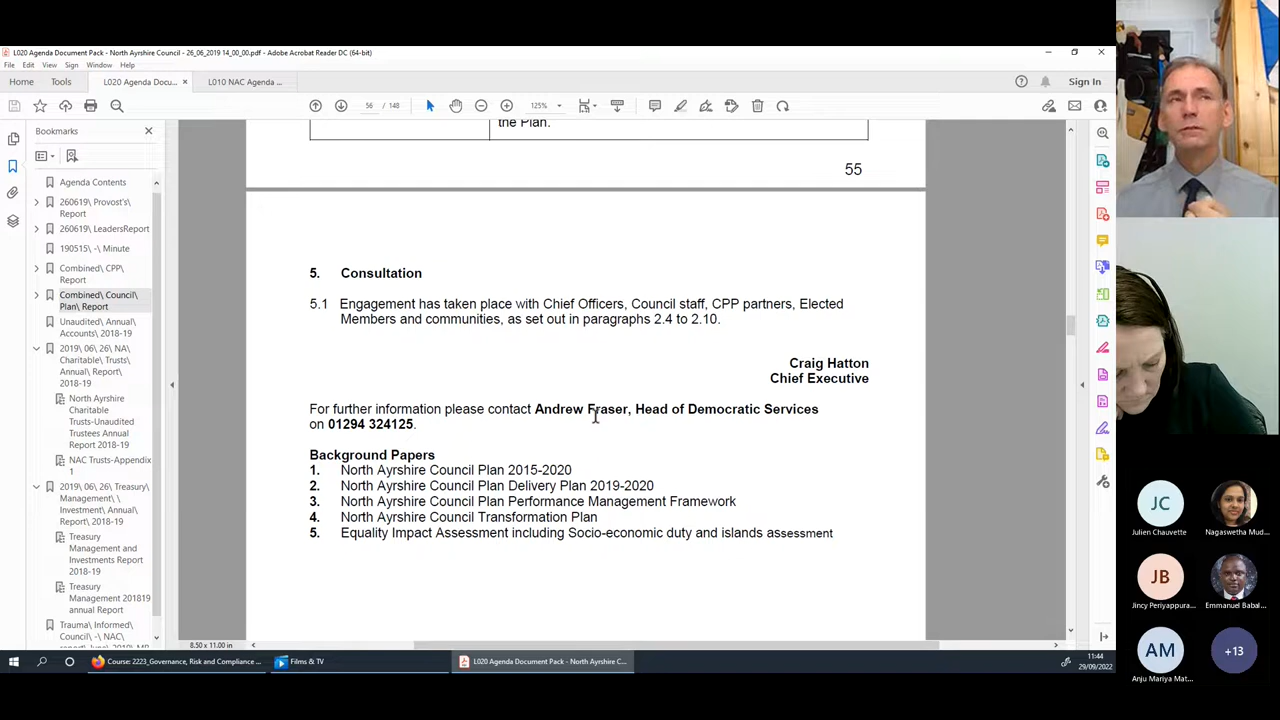 L020 Agenda Document Pack - North Ayrshire Council - 26_06_2019 14_00_00.pdf - Adobe Acrobat Reader DC (64-bit)
File Edit View Sign Window Help
Home Tools L020 Agenda Docu... × L010 NAC Agenda ... Sign In
56 / 148 125%
Bookmarks
Agenda Contents
260619\ Provost's\
Report
260619\ LeadersReport
190515\ -\ Minute
Combined\ CPP\
Report
Combined\ Council\
Plan\ Report
Unaudited\ Annual\
Accounts\ 2018-19
2019\ 06\ 26\ NA\
Charitable\ Trusts\
Annual\ Report\
2018-19
North Ayrshire
Charitable
Trusts-Unaudited
Trustees Annual
Report 2018-19
NAC Trusts-Appendix
1
2019\ 06\ 26\ Treasury\
Management\ \
Investment\ Annual\
Report\ 2018-19
Treasury
Management and
Investments Report
2018-19
Treasury
Management 201819
annual Report
Trauma\ Informed\
Council\ -\ NAC\
the Plan.
55
5. Consultation
5.1 Engagement has taken place with Chief Officers, Council staff, CPP partners, Elected
Members and communities, as set out in paragraphs 2.4 to 2.10.
Craig Hatton
Chief Executive
For further information please contact Andrew Fraser, Head of Democratic Services
on 01294 324125.
Background Papers
1. North Ayrshire Council Plan 2015-2020
2. North Ayrshire Council Plan Delivery Plan 2019-2020
3. North Ayrshire Council Plan Performance Management Framework
4. North Ayrshire Council Transformation Plan
5. Equality Impact Assessment including Socio-economic duty and islands assessment
8.50 x 11.00 in
Course: 2223_Governance, Risk and Compliance ... Films & TV L020 Agenda Document Pack - North Ayrshire C... 11:44
29/09/2022
JC
Julien Chauvette Nagaswetha Mud...
JB
Jincy Periyappura... Emmanuel Babal...
AM +13
Anju Mariya Mat...